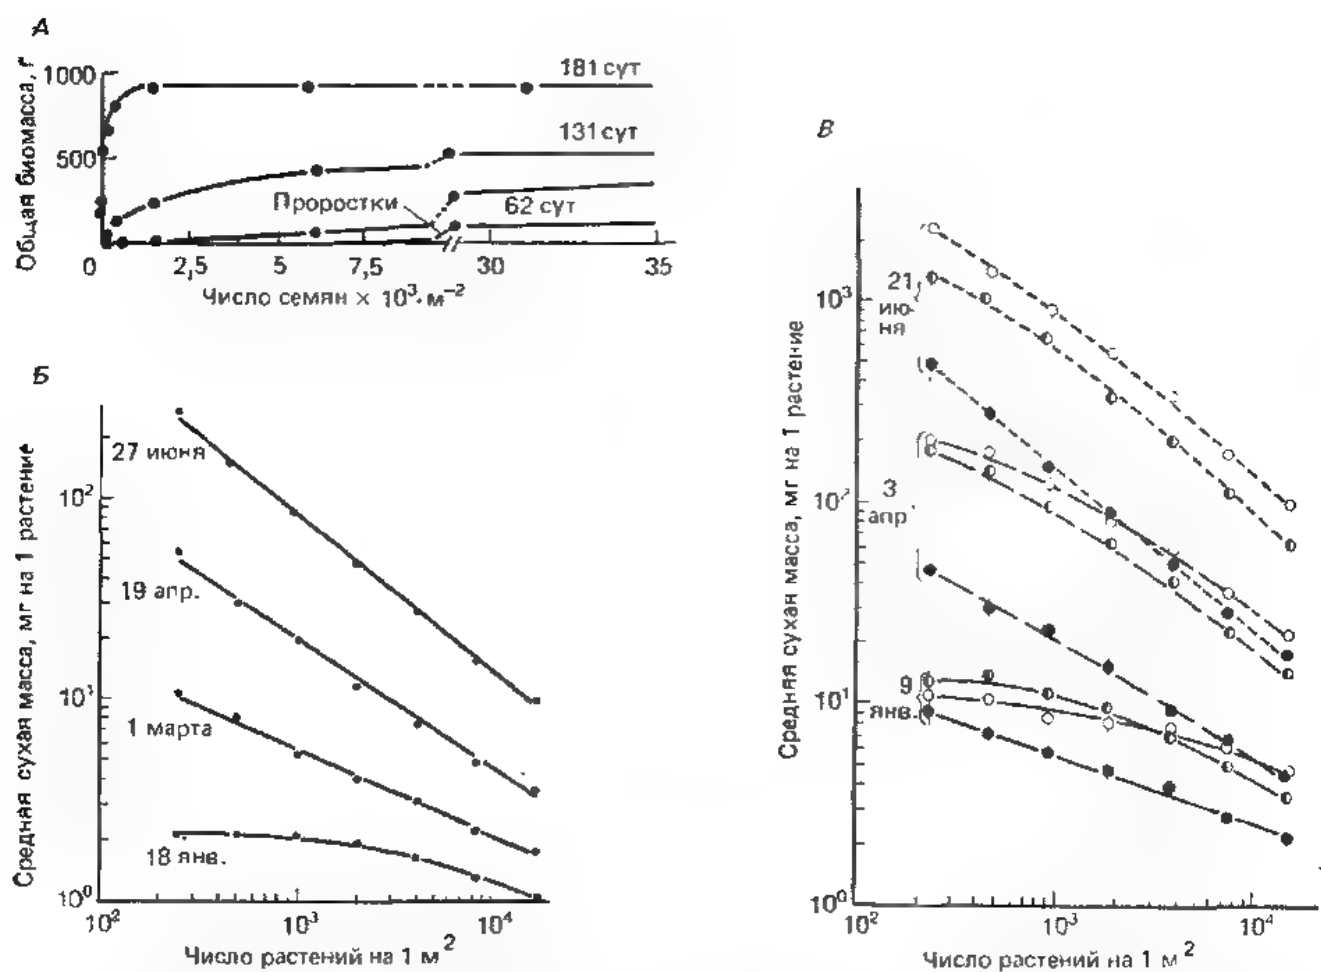 А
Общая биомасса, г
1000
500
0
181 сут
131 сут
Проростки
62 сут
2,5
5
7,5
30
35
Число семян × 10³·м⁻²
Б
Средняя сухая масса, мг на 1 растение
10²
10¹
10⁰
27 июня
19 апр.
1 марта
18 янв.
10²
10³
10⁴
Число растений на 1 м²
В
Средняя сухая масса, мг на 1 растение
10³
10²
10¹
10⁰
21
ию-
ня
3
апр
9
янв.
10²
10³
10⁴
Число растений на 1 м²